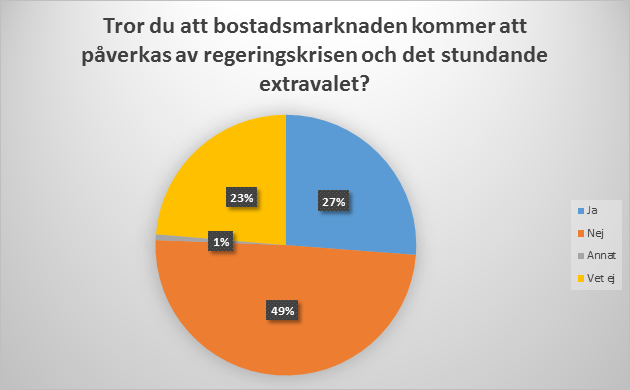 Tror du att bostadsmarknaden kommer att
påverkas av regeringskrisen och det stundande
extravalet?
23%
27%
1%
49%
Ja
Nej
Annat
Vet ej